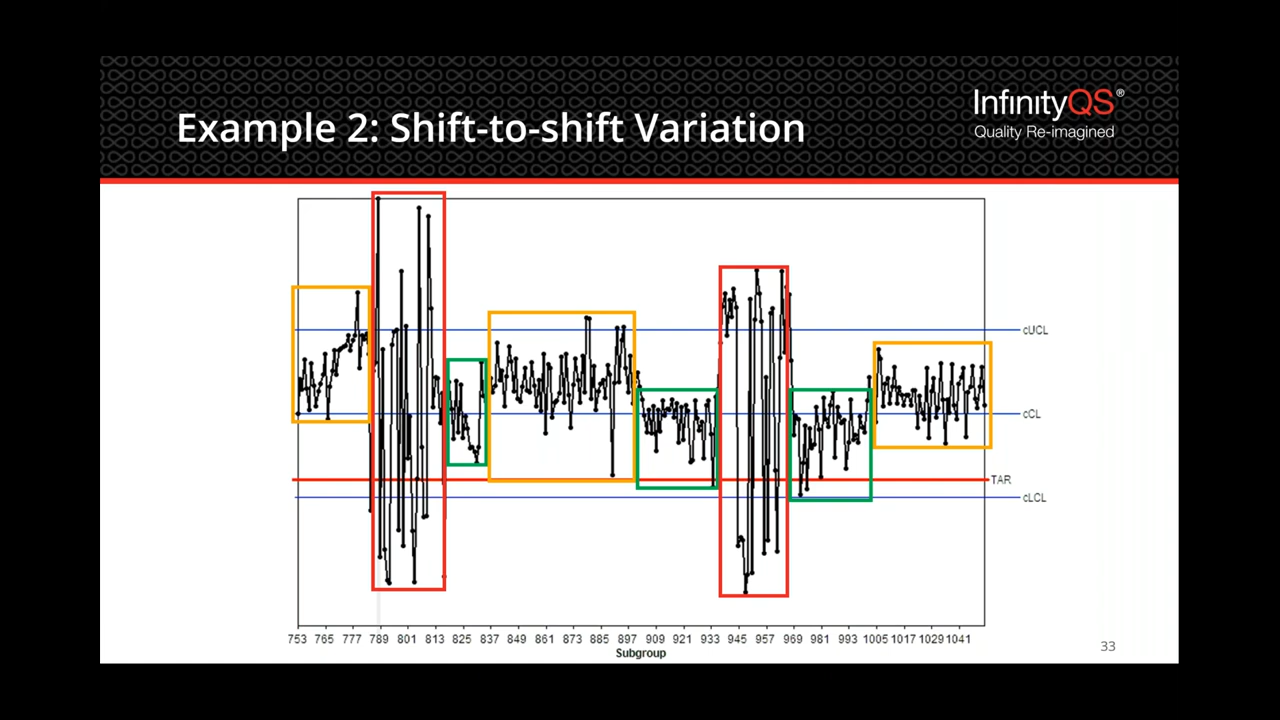 Example 2: Shift-to-shift Variation
InfinityQS®
Quality Re-imagined
cUCL
cCL
TAR
cLCL
753 765 777 789 801 813 825 837 849 861 873 885 897 909 921 933 945 957 969 981 993 1005 1017 1029 1041
Subgroup
33